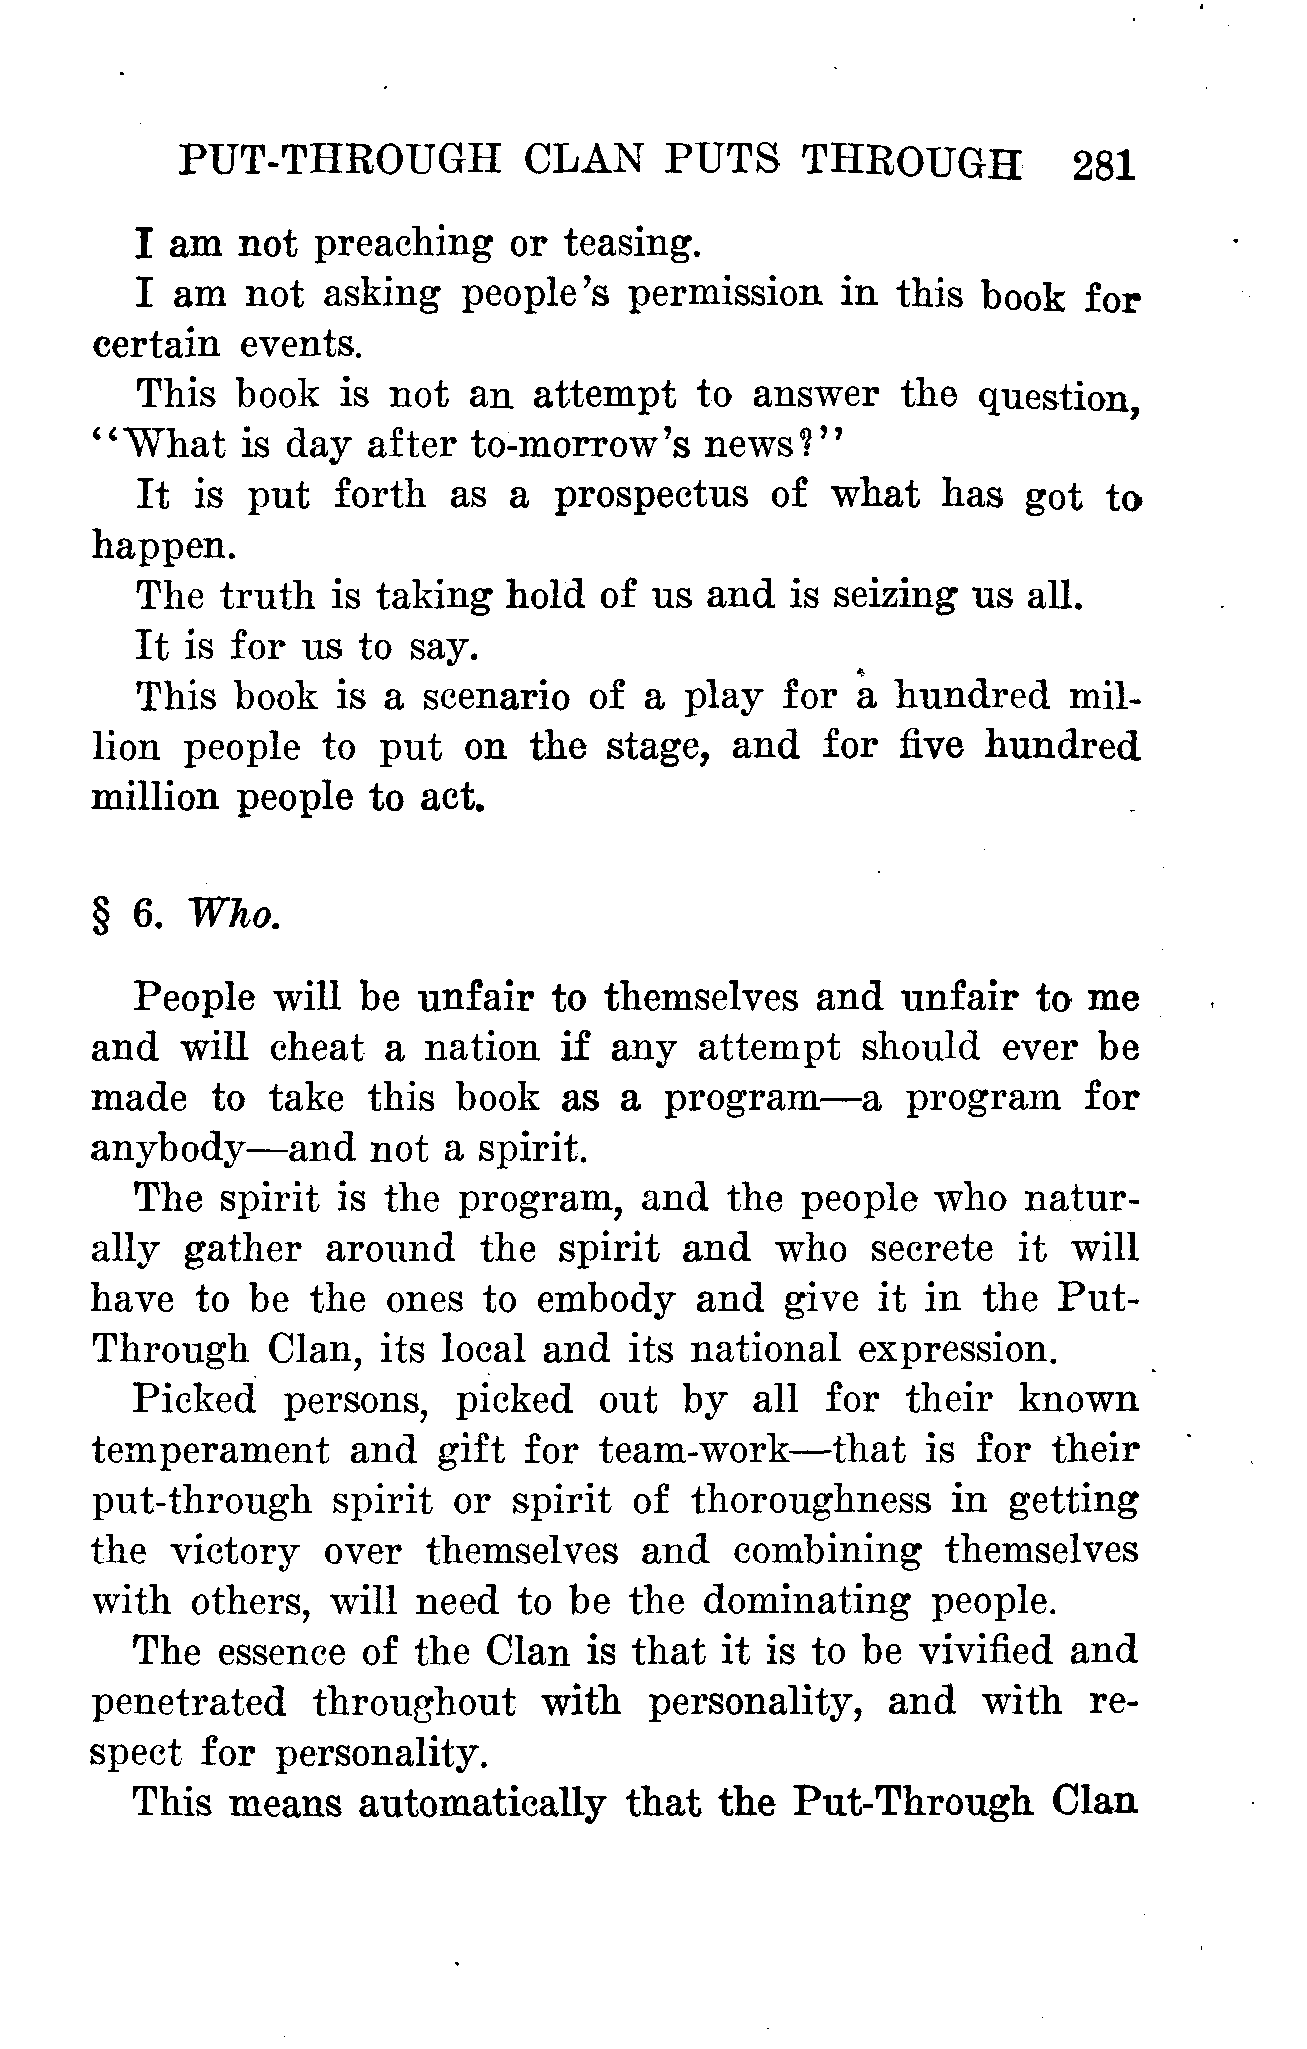 PUT-THROUGH CLAN PUTS THROUGH 281
I am not preaching or teasing.
I am not asking people's permission in this book for
certain events.
This book is not an attempt to answer the question,
"What is day after to-morrow's news?"
It is put forth as a prospectus of what has got to
happen.
The truth is taking hold of us and is seizing us all.
It is for us to say.
This book is a scenario of a play for a hundred mil-
lion people to put on the stage, and for five hundred
million people to act.
§ 6. Who.
People will be unfair to themselves and unfair to me
and will cheat a nation if any attempt should ever be
made to take this book as a program—a program for
anybody—and not a spirit.
The spirit is the program, and the people who natur-
ally gather around the spirit and who secrete it will
have to be the ones to embody and give it in the Put-
Through Clan, its local and its national expression.
Picked persons, picked out by all for their known
temperament and gift for team-work—that is for their
put-through spirit or spirit of thoroughness in getting
the victory over themselves and combining themselves
with others, will need to be the dominating people.
The essence of the Clan is that it is to be vivified and
penetrated throughout with personality, and with re-
spect for personality.
This means automatically that the Put-Through Clan